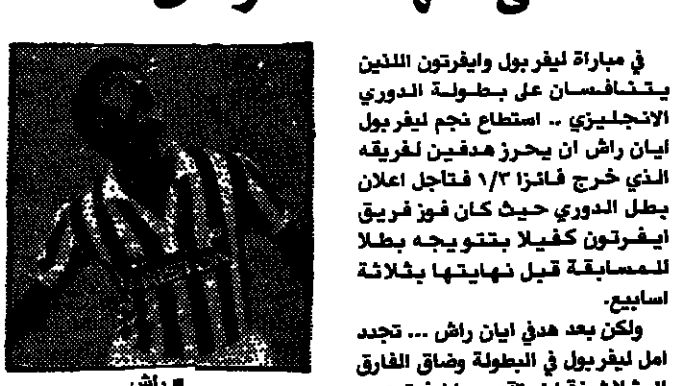 في مباراة ليفربول وايفرتون اللذين
يتنافسان على بطولة الدوري
الانجليزي .. استطاع نجم ليفربول
ايان راش ان يحرز هدفين لفريقه
الذي خرج فائزا ١/٣ فتأجل اعلان
بطل الدوري حيث كان فوز فريق
ايفرتون كفيلا بتتويجه بطلا
للمسابقة قبل نهايتها بثلاثة
اسابيع.
ولكن بعد هدفي ايان راش ... تجدد
امل ليفربول في البطولة وضاق الفارق
راش